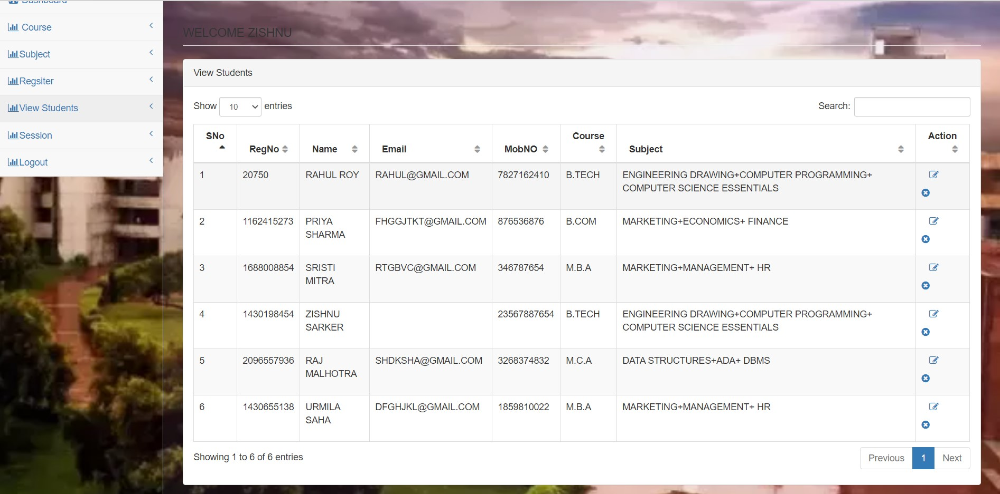 Dashboard
Course
Subject
Regsiter
View Students
Session
Logout
WELCOME ZISHNU
View Students
Show 10 entries
Search:
SNo RegNo Name Email MobNO Course Subject Action
1 20750 RAHUL ROY RAHUL@GMAIL.COM 7827162410 B.TECH ENGINEERING DRAWING+COMPUTER PROGRAMMING+
COMPUTER SCIENCE ESSENTIALS
2 1162415273 PRIYA FHGGJTKT@GMAIL.COM 876536876 B.COM MARKETING+ECONOMICS+ FINANCE
SHARMA
3 1688008854 SRISTI RTGBVC@GMAIL.COM 346787654 M.B.A MARKETING+MANAGEMENT+ HR
MITRA
4 1430198454 ZISHNU 23567887654 B.TECH ENGINEERING DRAWING+COMPUTER PROGRAMMING+
SARKER COMPUTER SCIENCE ESSENTIALS
5 2096557936 RAJ SHDKSHA@GMAIL.COM 3268374832 M.C.A DATA STRUCTURES+ADA+ DBMS
MALHOTRA
6 1430655138 URMILA DFGHJKL@GMAIL.COM 1859810022 M.B.A MARKETING+MANAGEMENT+ HR
SAHA
Showing 1 to 6 of 6 entries
Previous 1 Next